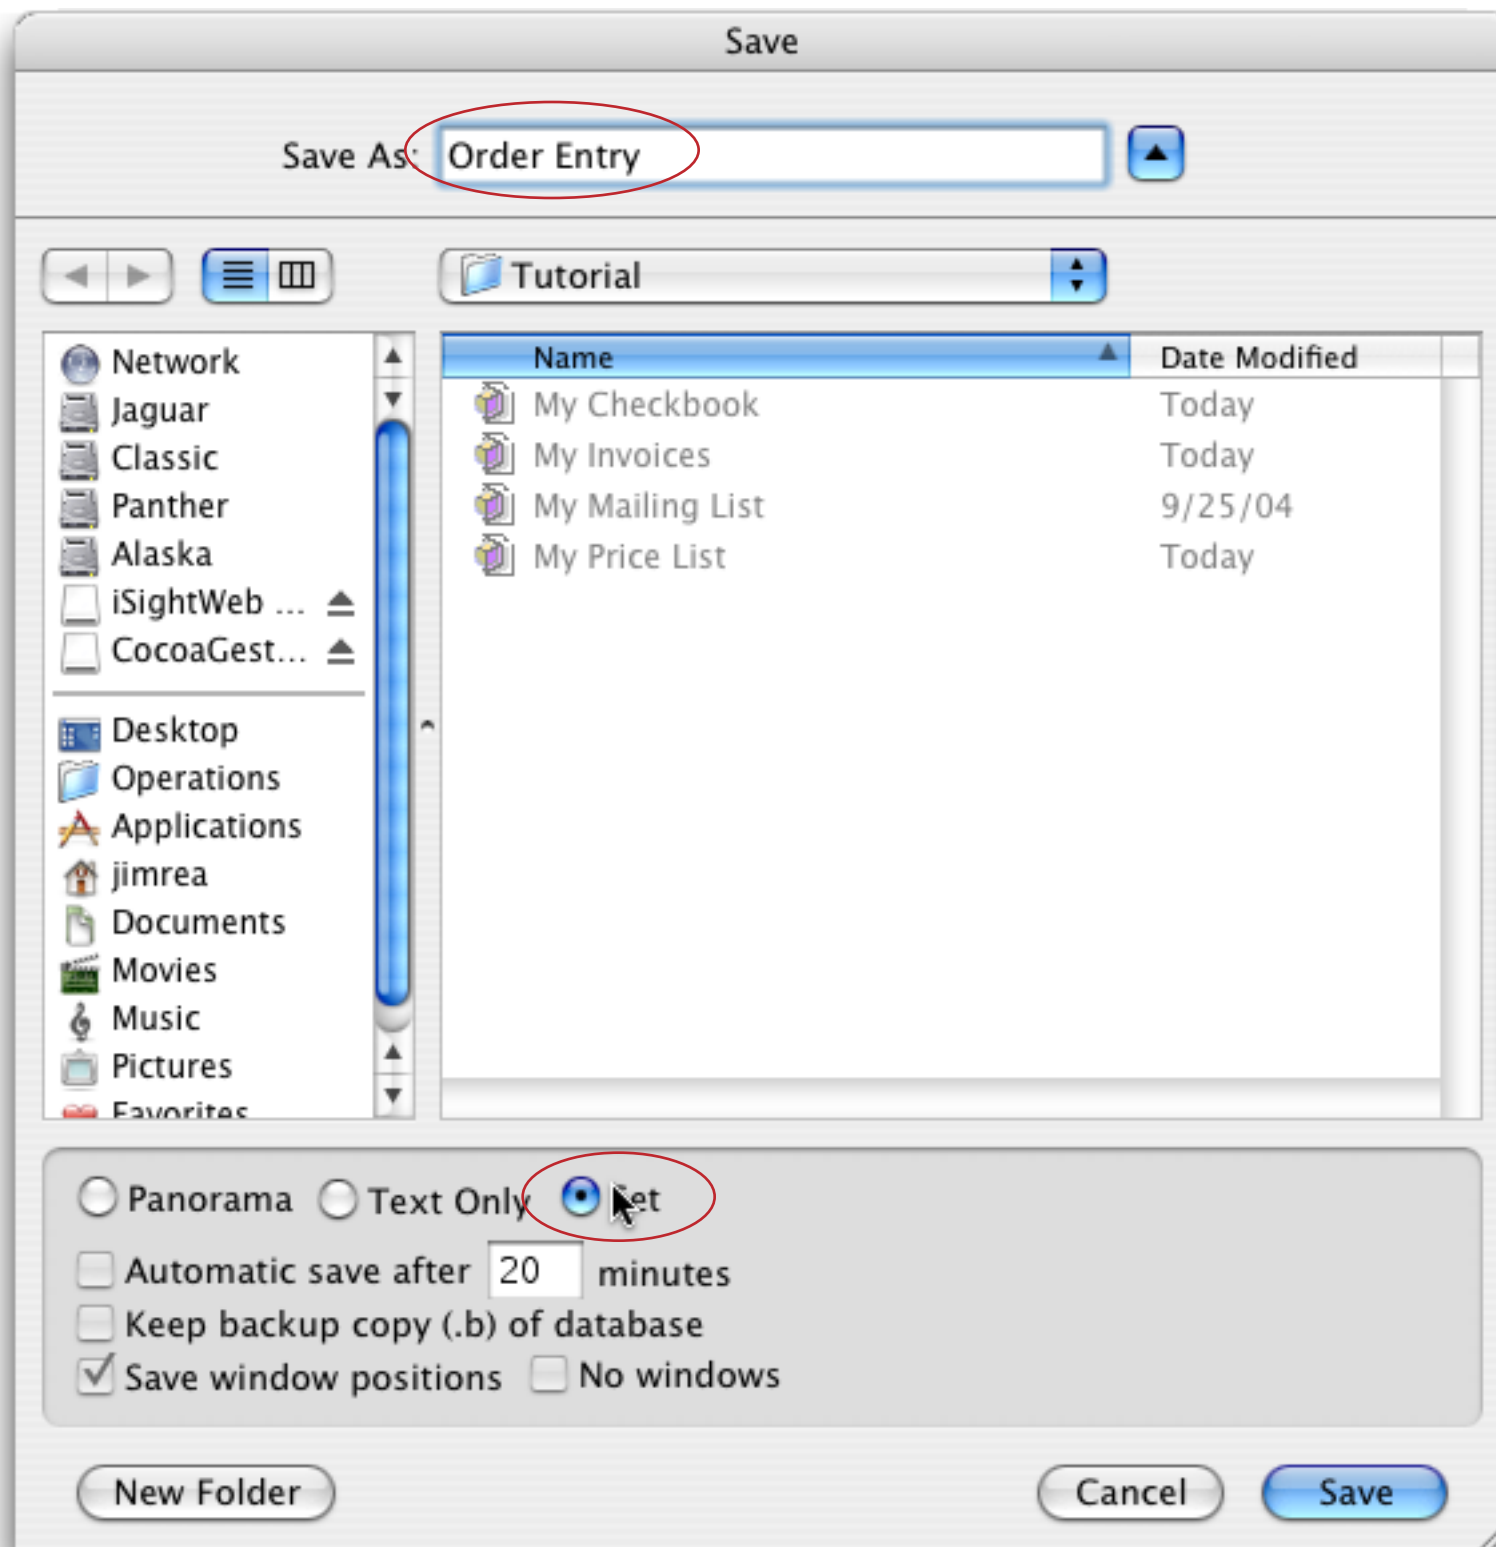 Save
Save As: Order Entry
Tutorial
Network
Jaguar
Classic
Panther
Alaska
iSightWeb ...
CocoaGest...
Desktop
Operations
Applications
jimrea
Documents
Movies
Music
Pictures
Favorites
Name Date Modified
My Checkbook Today
My Invoices Today
My Mailing List 9/25/04
My Price List Today
Panorama Text Only
Automatic save after 20 minutes
Keep backup copy (.b) of database
Save window positions No windows
New Folder Cancel Save